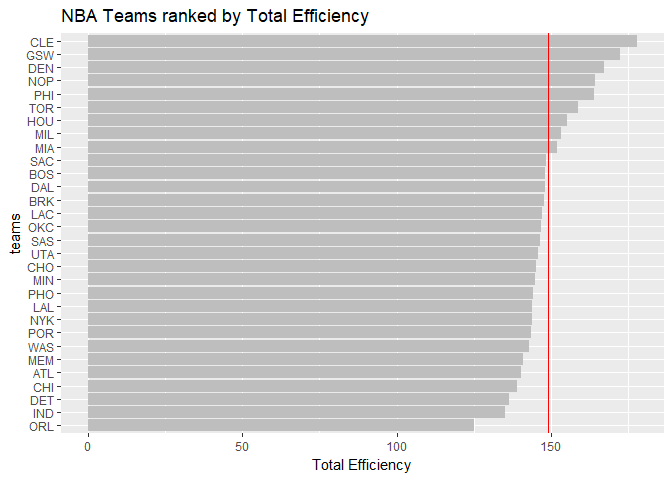 NBA Teams ranked by Total Efficiency
CLE
GSW
DEN
NOP
PHI
TOR
HOU
MIL
MIA
SAC
BOS
DAL
BRK
LAC
OKC
SAS
UTA
CHO
MIN
PHO
LAL
NYK
POR
WAS
MEM
ATL
CHI
DET
IND
ORL
teams
0 50 100 150
Total Efficiency